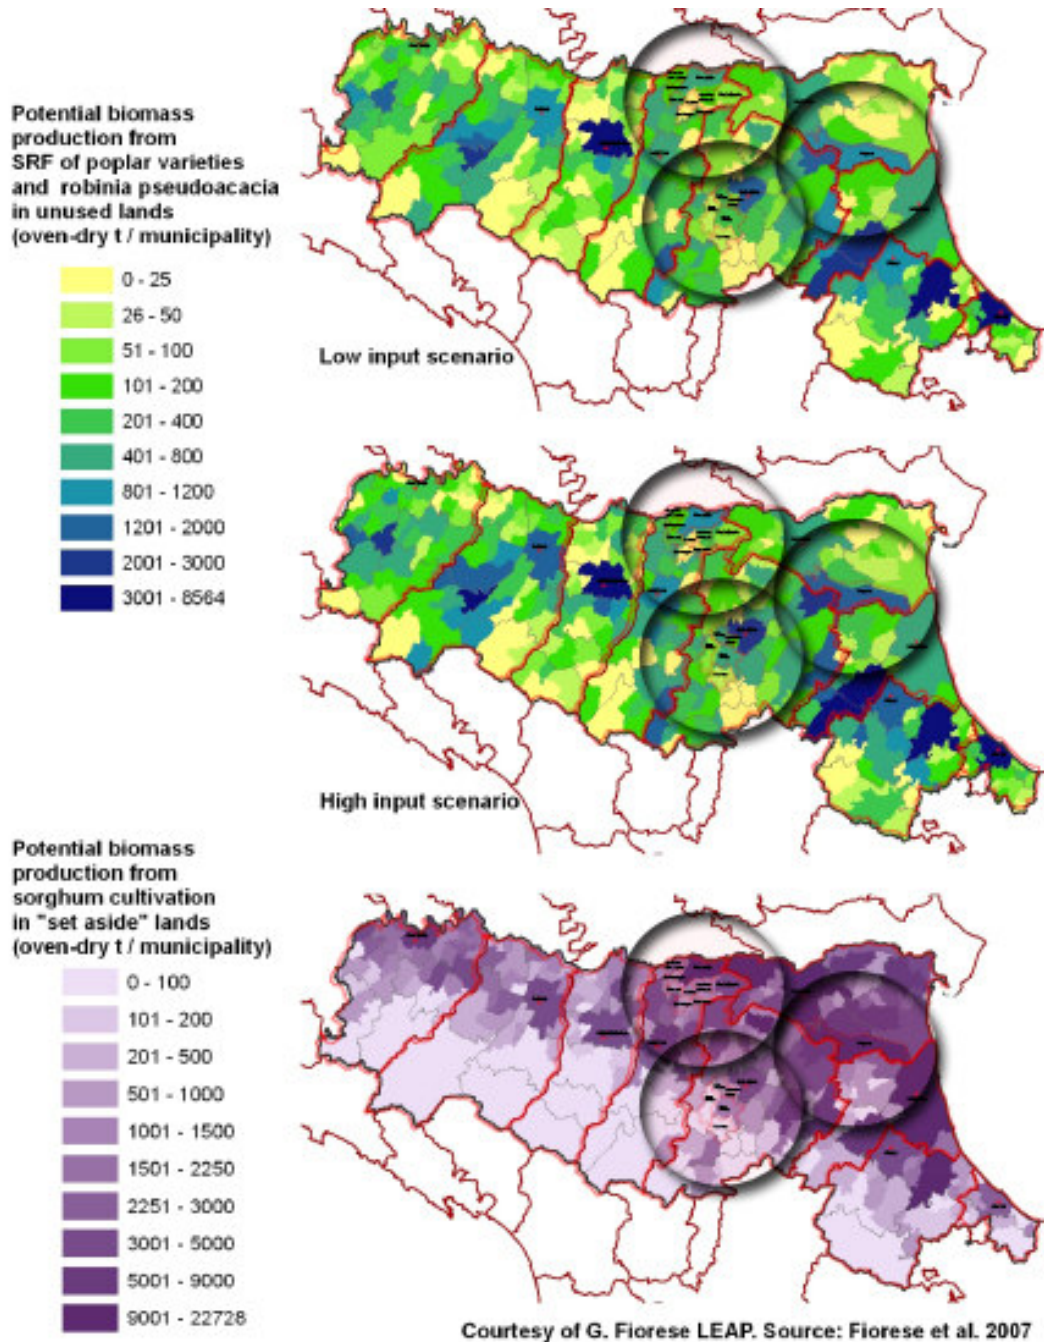 Potential biomass
production from
SRF of poplar varieties
and robinia pseudoacacia
in unused lands
(oven-dry t / municipality)
0 - 25
26 - 50
51 - 100
101 - 200
201 - 400
401 - 800
801 - 1200
1201 - 2000
2001 - 3000
3001 - 8564
Low input scenario
High input scenario
Potential biomass
production from
sorghum cultivation
in "set aside" lands
(oven-dry t / municipality)
0 - 100
101 - 200
201 - 500
501 - 1000
1001 - 1500
1501 - 2250
2251 - 3000
3001 - 5000
5001 - 9000
9001 - 22728
Courtesy of G. Fiorese LEAP. Source: Fiorese et al. 2007